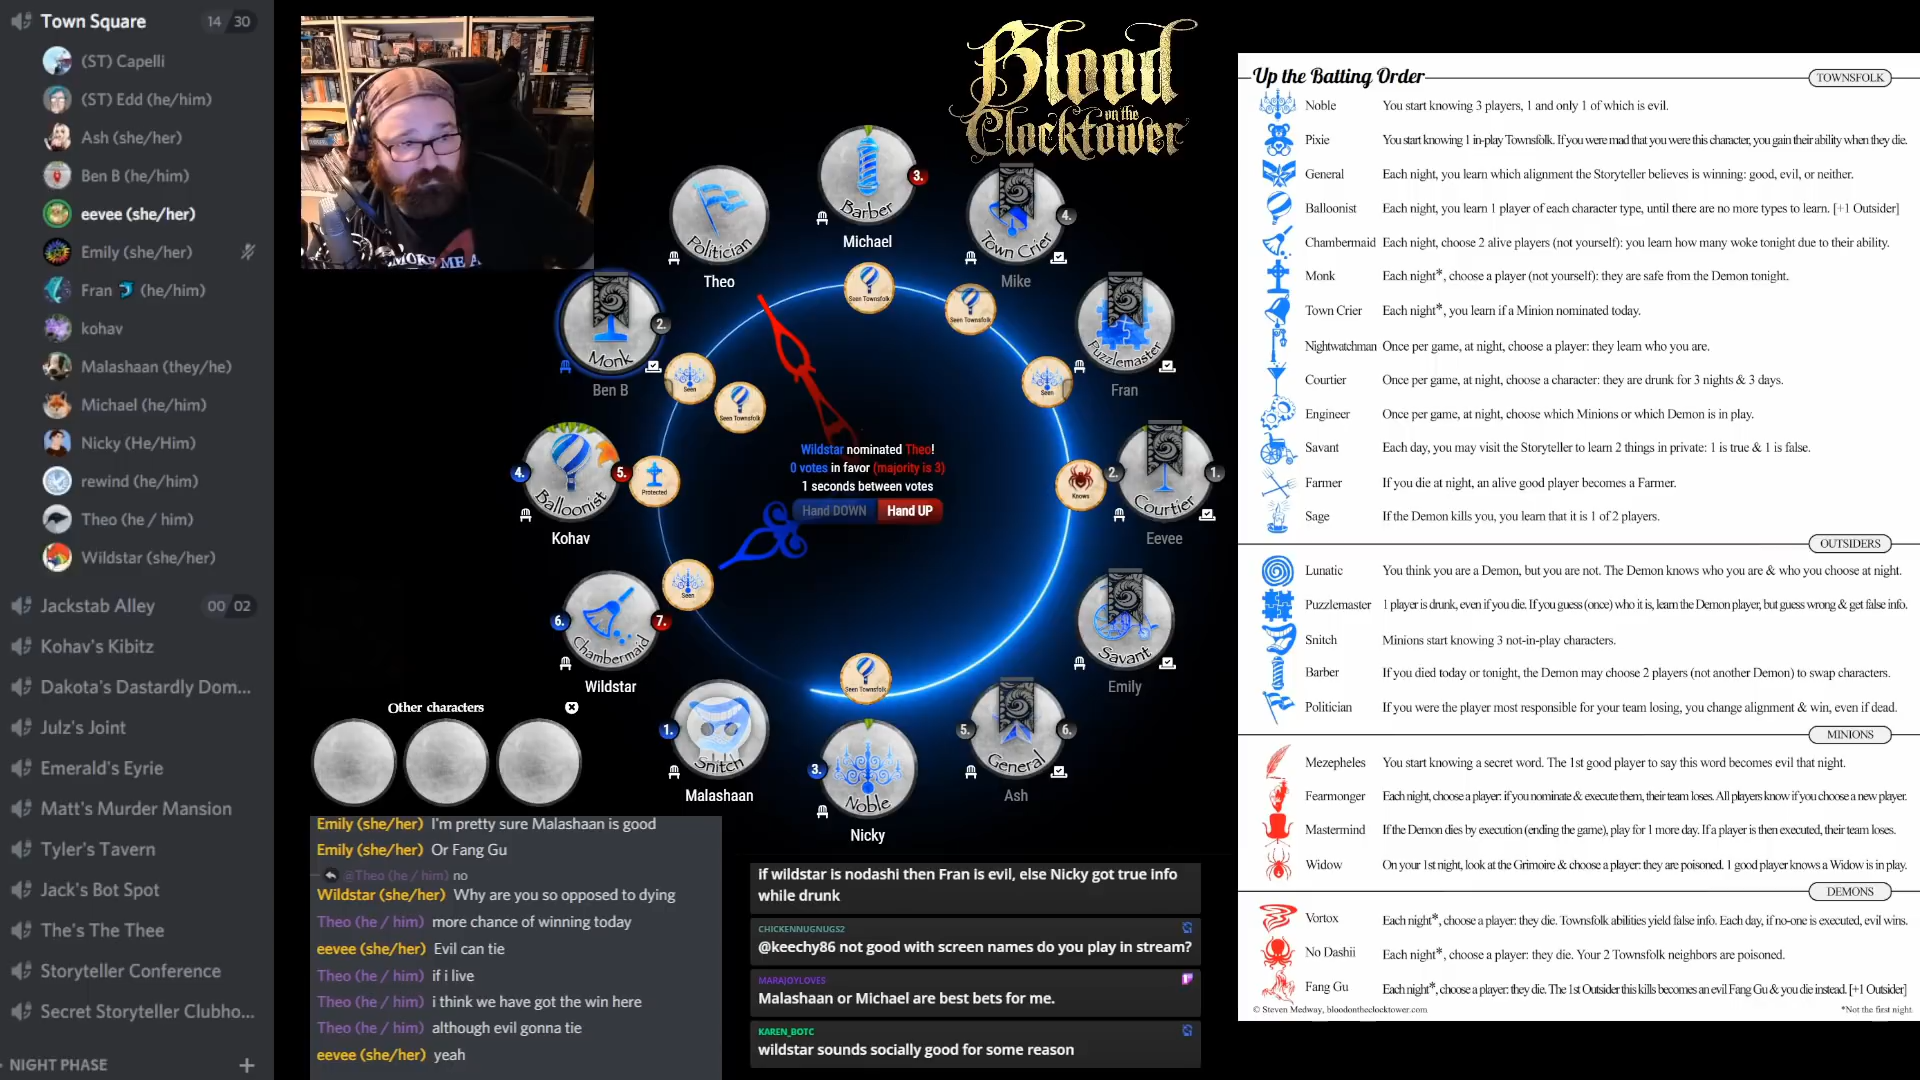 Town Square
14 30
(ST) Capelli
(ST) Edd (he/him)
Ash (she/her)
Ben B (he/him)
eevee (she/her)
Emily (she/her)
Fran (he/him)
kohav
Malashaan (they/he)
Michael (he/him)
Nicky (He/Him)
rewind (he/him)
Theo (he / him)
Wildstar (she/her)
Jackstab Alley
00 02
Kohav's Kibitz
Dakota's Dastardly Dom...
Julz's Joint
Emerald's Eyrie
Matt's Murder Mansion
Tyler's Tavern
Jack's Bot Spot
The's The Thee
Storyteller Conference
Secret Storyteller Clubho...
NIGHT PHASE
SMOKE ME A
Blood
on the
Clocktower
Barber
3.
Michael
Seen Townsfolk
Politician
Theo
Town Crier
4.
Mike
Seen Townsfolk
Monk
2.
Ben B
Seen
Seen Townsfolk
Puzzlemaster
Fran
Seen
Balloonist
4.
5.
Kohav
Protected
Courtier
2.
1.
Eevee
Knows
Wildstar nominated Theo!
0 votes in favor (majority is 3)
1 seconds between votes
Hand DOWN
Hand UP
Chambermaid
6.
7.
Wildstar
Seen
Savant
Emily
Snitch
1.
Malashaan
Noble
3.
Nicky
Seen Townsfolk
General
5.
6.
Ash
Other characters
Emily (she/her) I'm pretty sure Malashaan is good
Emily (she/her) Or Fang Gu
@Theo (he / him) no
Wildstar (she/her) Why are you so opposed to dying
Theo (he / him) more chance of winning today
eevee (she/her) Evil can tie
Theo (he / him) if i live
Theo (he / him) i think we have got the win here
Theo (he / him) although evil gonna tie
eevee (she/her) yeah
if wildstar is nodashi then Fran is evil, else Nicky got true info
while drunk
CHICKENNUGNUGS2
@keechy86 not good with screen names do you play in stream?
MARAJOYLOVES
Malashaan or Michael are best bets for me.
KAREN_BOTC
wildstar sounds socially good for some reason
Up the Batting Order
TOWNSFOLK
Noble You start knowing 3 players, 1 and only 1 of which is evil.
Pixie You start knowing 1 in-play Townsfolk. If you were mad that you were this character, you gain their ability when they die.
General Each night, you learn which alignment the Storyteller believes is winning: good, evil, or neither.
Balloonist Each night, you learn 1 player of each character type, until there are no more types to learn. [+1 Outsider]
Chambermaid Each night, choose 2 alive players (not yourself): you learn how many woke tonight due to their ability.
Monk Each night*, choose a player (not yourself): they are safe from the Demon tonight.
Town Crier Each night*, you learn if a Minion nominated today.
Nightwatchman Once per game, at night, choose a player: they learn who you are.
Courtier Once per game, at night, choose a character: they are drunk for 3 nights & 3 days.
Engineer Once per game, at night, choose which Minions or which Demon is in play.
Savant Each day, you may visit the Storyteller to learn 2 things in private: 1 is true & 1 is false.
Farmer If you die at night, an alive good player becomes a Farmer.
Sage If the Demon kills you, you learn that it is 1 of 2 players.
OUTSIDERS
Lunatic You think you are a Demon, but you are not. The Demon knows who you are & who you choose at night.
Puzzlemaster 1 player is drunk, even if you die. If you guess (once) who it is, learn the Demon player, but guess wrong & get false info.
Snitch Minions start knowing 3 not-in-play characters.
Barber If you died today or tonight, the Demon may choose 2 players (not another Demon) to swap characters.
Politician If you were the player most responsible for your team losing, you change alignment & win, even if dead.
MINIONS
Mezepheles You start knowing a secret word. The 1st good player to say this word becomes evil that night.
Fearmonger Each night, choose a player: if you nominate & execute them, their team loses. All players know if you choose a new player.
Mastermind If the Demon dies by execution (ending the game), play for 1 more day. If a player is then executed, their team loses.
Widow On your 1st night, look at the Grimoire & choose a player: they are poisoned. 1 good player knows a Widow is in play.
DEMONS
Vortox Each night*, choose a player: they die. Townsfolk abilities yield false info. Each day, if no-one is executed, evil wins.
No Dashii Each night*, choose a player: they die. Your 2 Townsfolk neighbors are poisoned.
Fang Gu Each night*, choose a player: they die. The 1st Outsider this kills becomes an evil Fang Gu & you die instead. [+1 Outsider]
© Steven Medway, bloodontheclocktower.com
*Not the first night